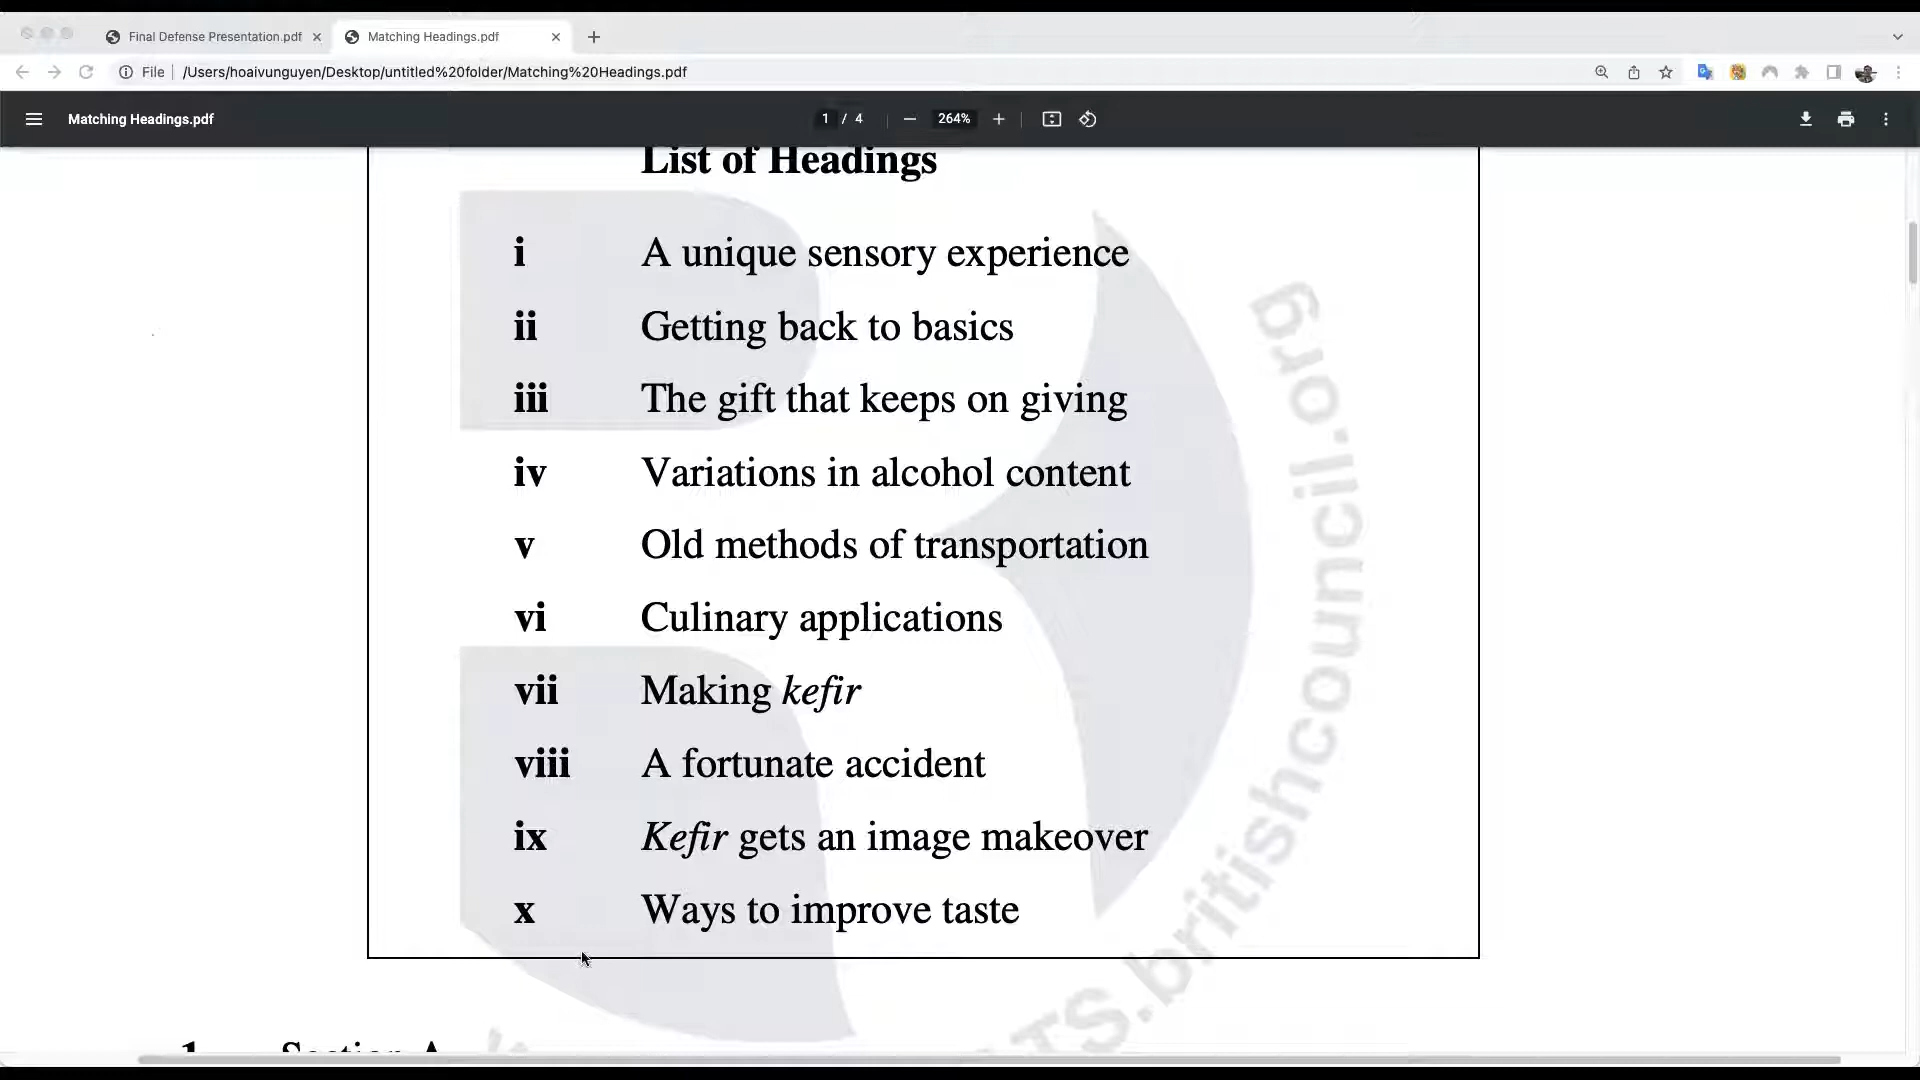 Final Defense Presentation.pdf
Matching Headings.pdf
File
/Users/hoaivunguyen/Desktop/untitled%20folder/Matching%20Headings.pdf
Matching Headings.pdf
1 / 4
264%
List of Headings
i A unique sensory experience
ii Getting back to basics
iii The gift that keeps on giving
iv Variations in alcohol content
v Old methods of transportation
vi Culinary applications
vii Making kefir
viii A fortunate accident
ix Kefir gets an image makeover
x Ways to improve taste
TS.britishcouncil.org
1 Section A